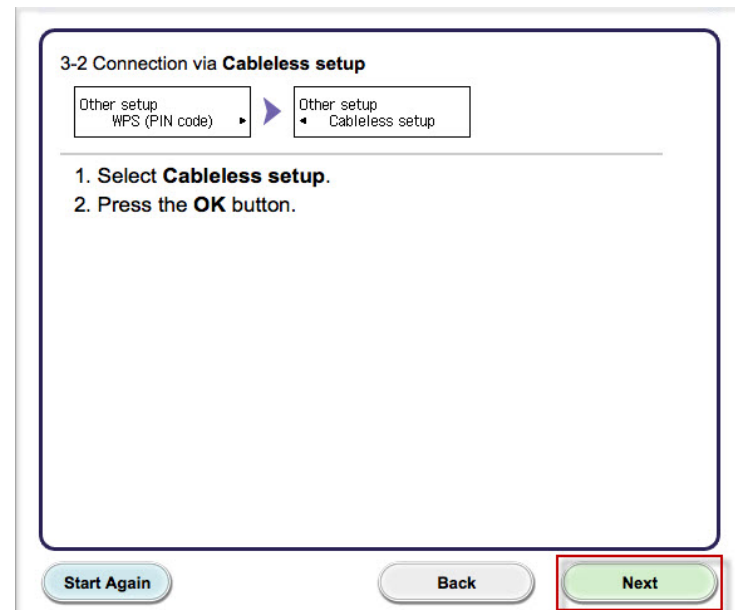 3-2 Connection via Cableless setup
Other setup
WPS (PIN code)
Other setup
Cableless setup
1. Select Cableless setup.
2. Press the OK button.
Start Again
Back
Next